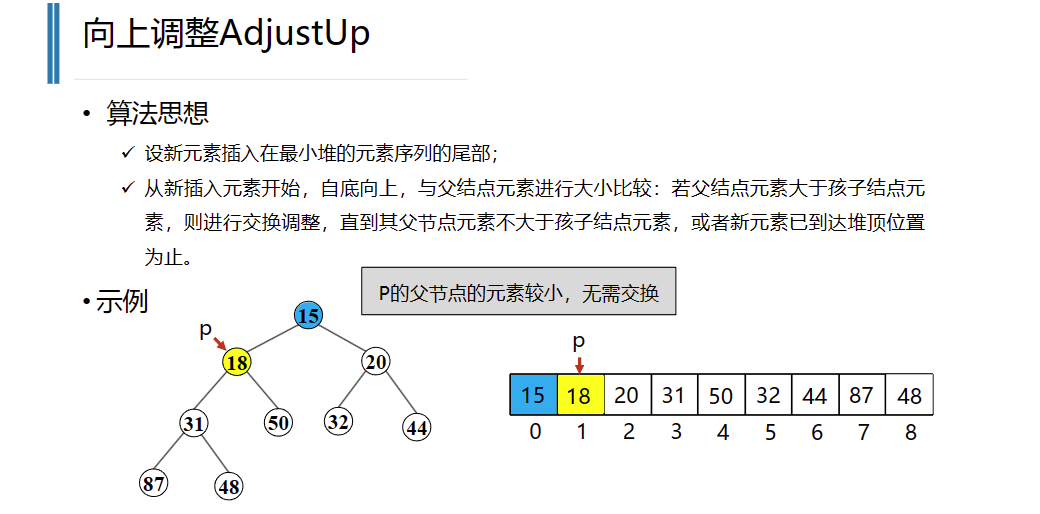 向上调整AdjustUp
• 算法思想
✓ 设新元素插入在最小堆的元素序列的尾部；
✓ 从新插入元素开始，自底向上，与父结点元素进行大小比较：若父结点元素大于孩子结点元
素，则进行交换调整，直到其父节点元素不大于孩子结点元素，或者新元素已到达堆顶位置
为止。
P的父节点的元素较小，无需交换
• 示例
15
p
18
20
31
50
32
44
87
48
p
15 18 20 31 50 32 44 87 48
0 1 2 3 4 5 6 7 8